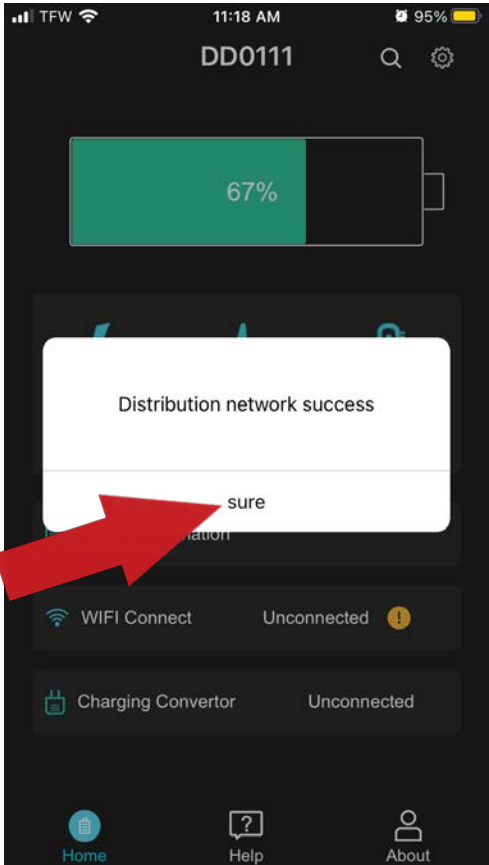 TFW 11:18 AM 95%
DD0111
67%
Distribution network success
sure
WIFI Connect Unconnected !
Charging Convertor Unconnected
Home Help About